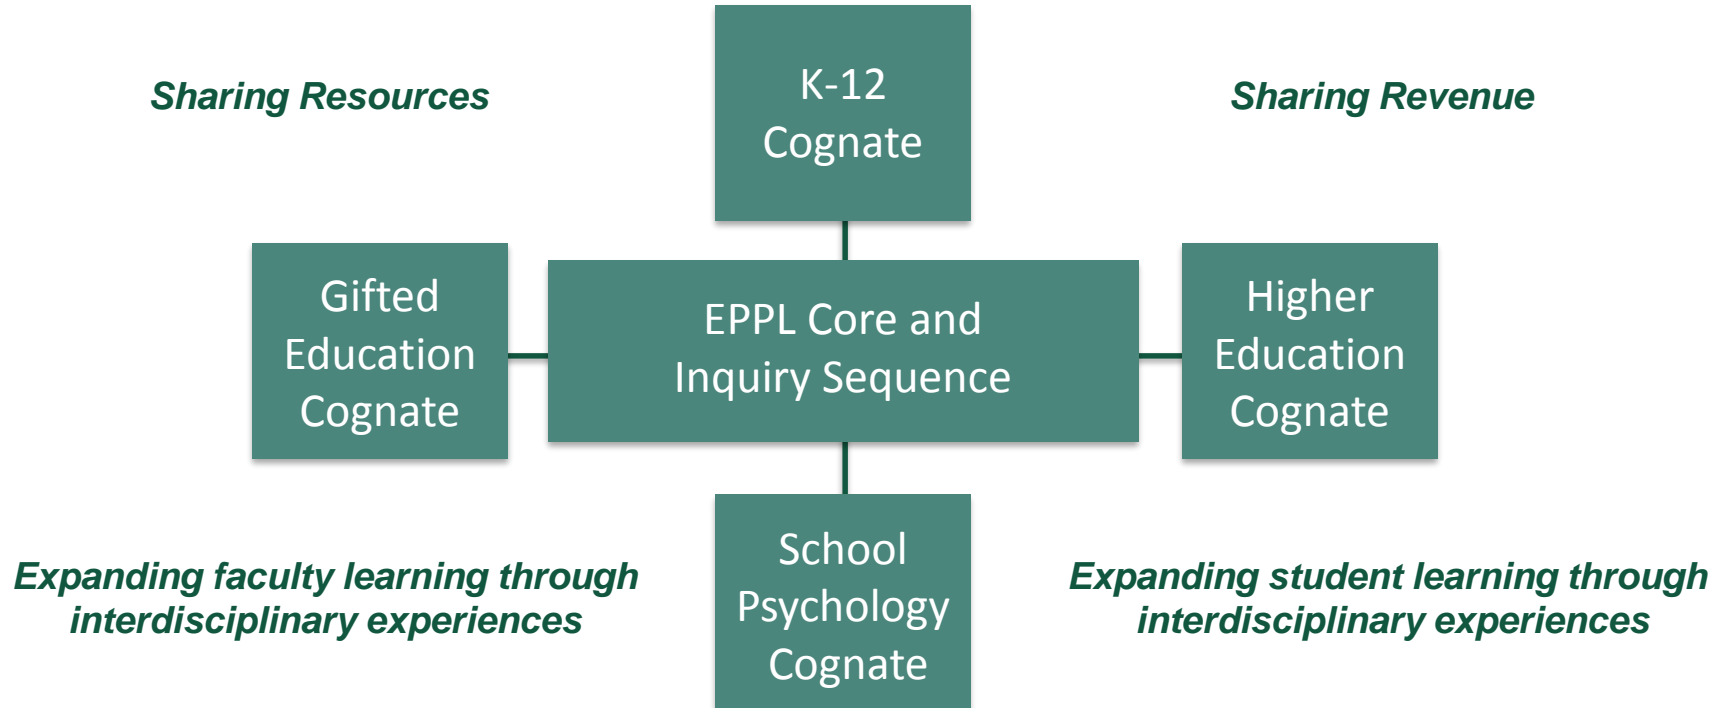 Sharing Resources
K-12
Cognate
Sharing Revenue
Gifted
Education
Cognate
EPPL Core and
Inquiry Sequence
Higher
Education
Cognate
Expanding faculty learning through
interdisciplinary experiences
School
Psychology
Cognate
Expanding student learning through
interdisciplinary experiences